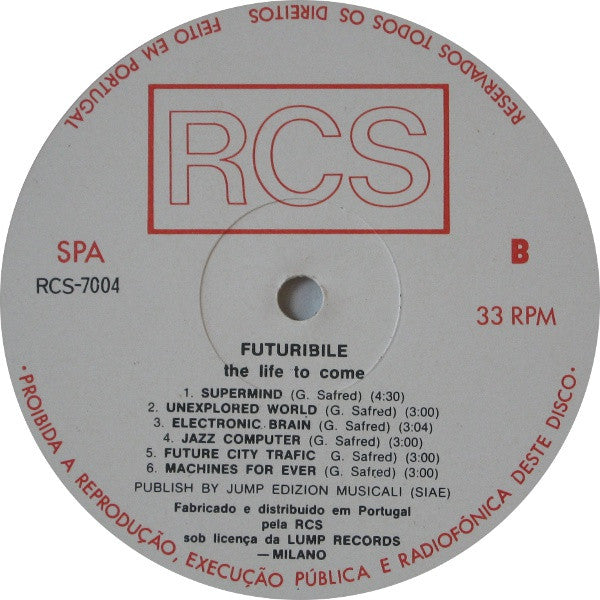 FEITO EM PORTUGAL
RESERVADOS TODOS OS DIREITOS
RCS
SPA
B
RCS-7004
33 RPM
FUTURIBILE
the life to come
1. SUPERMIND (G. Safred) (4:30)
2. UNEXPLORED WORLD (G. Safred) (3:00)
3. ELECTRONIC BRAIN (G. Safred) (3:04)
4. JAZZ COMPUTER (G. Safred) (3:00)
5. FUTURE CITY TRAFIC (G. Safred) (3:00)
6. MACHINES FOR EVER (G. Safred) (3:00)
PUBLISH BY JUMP EDIZION MUSICALI (SIAE)
Fabricado e distribuido em Portugal
pela RCS
sob licença da LUMP RECORDS
—MILANO
• PROIBIDA A REPRODUÇÃO, EXECUÇÃO PÚBLICA E RADIOFÓNICA DESTE DISCO •